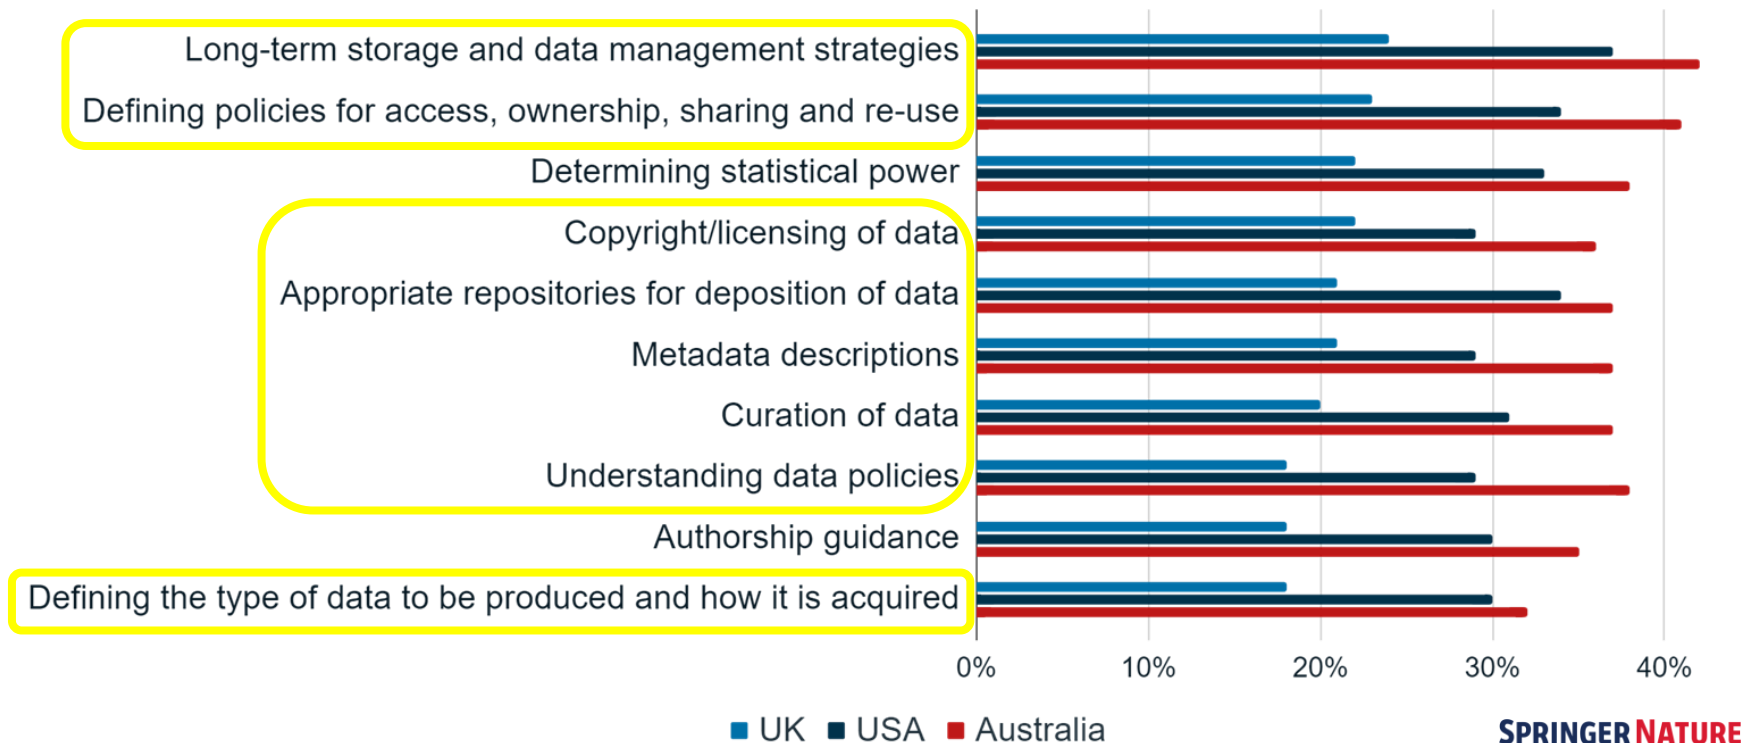 Long-term storage and data management strategies
Defining policies for access, ownership, sharing and re-use
Determining statistical power
Copyright/licensing of data
Appropriate repositories for deposition of data
Metadata descriptions
Curation of data
Understanding data policies
Authorship guidance
Defining the type of data to be produced and how it is acquired
0% 10% 20% 30% 40%
UK USA Australia
SPRINGER NATURE